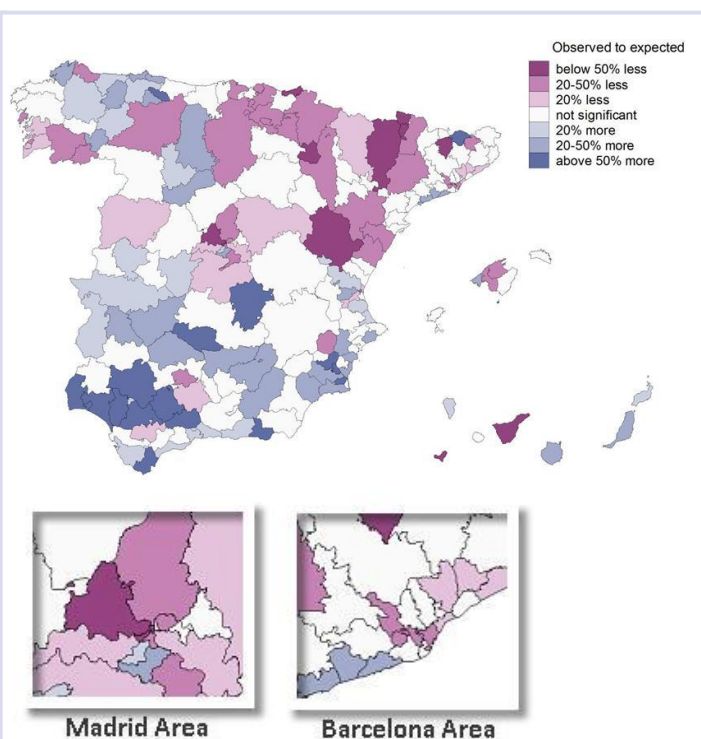 Observed to expected
below 50% less
20-50% less
20% less
not significant
20% more
20-50% more
above 50% more
Madrid Area
Barcelona Area